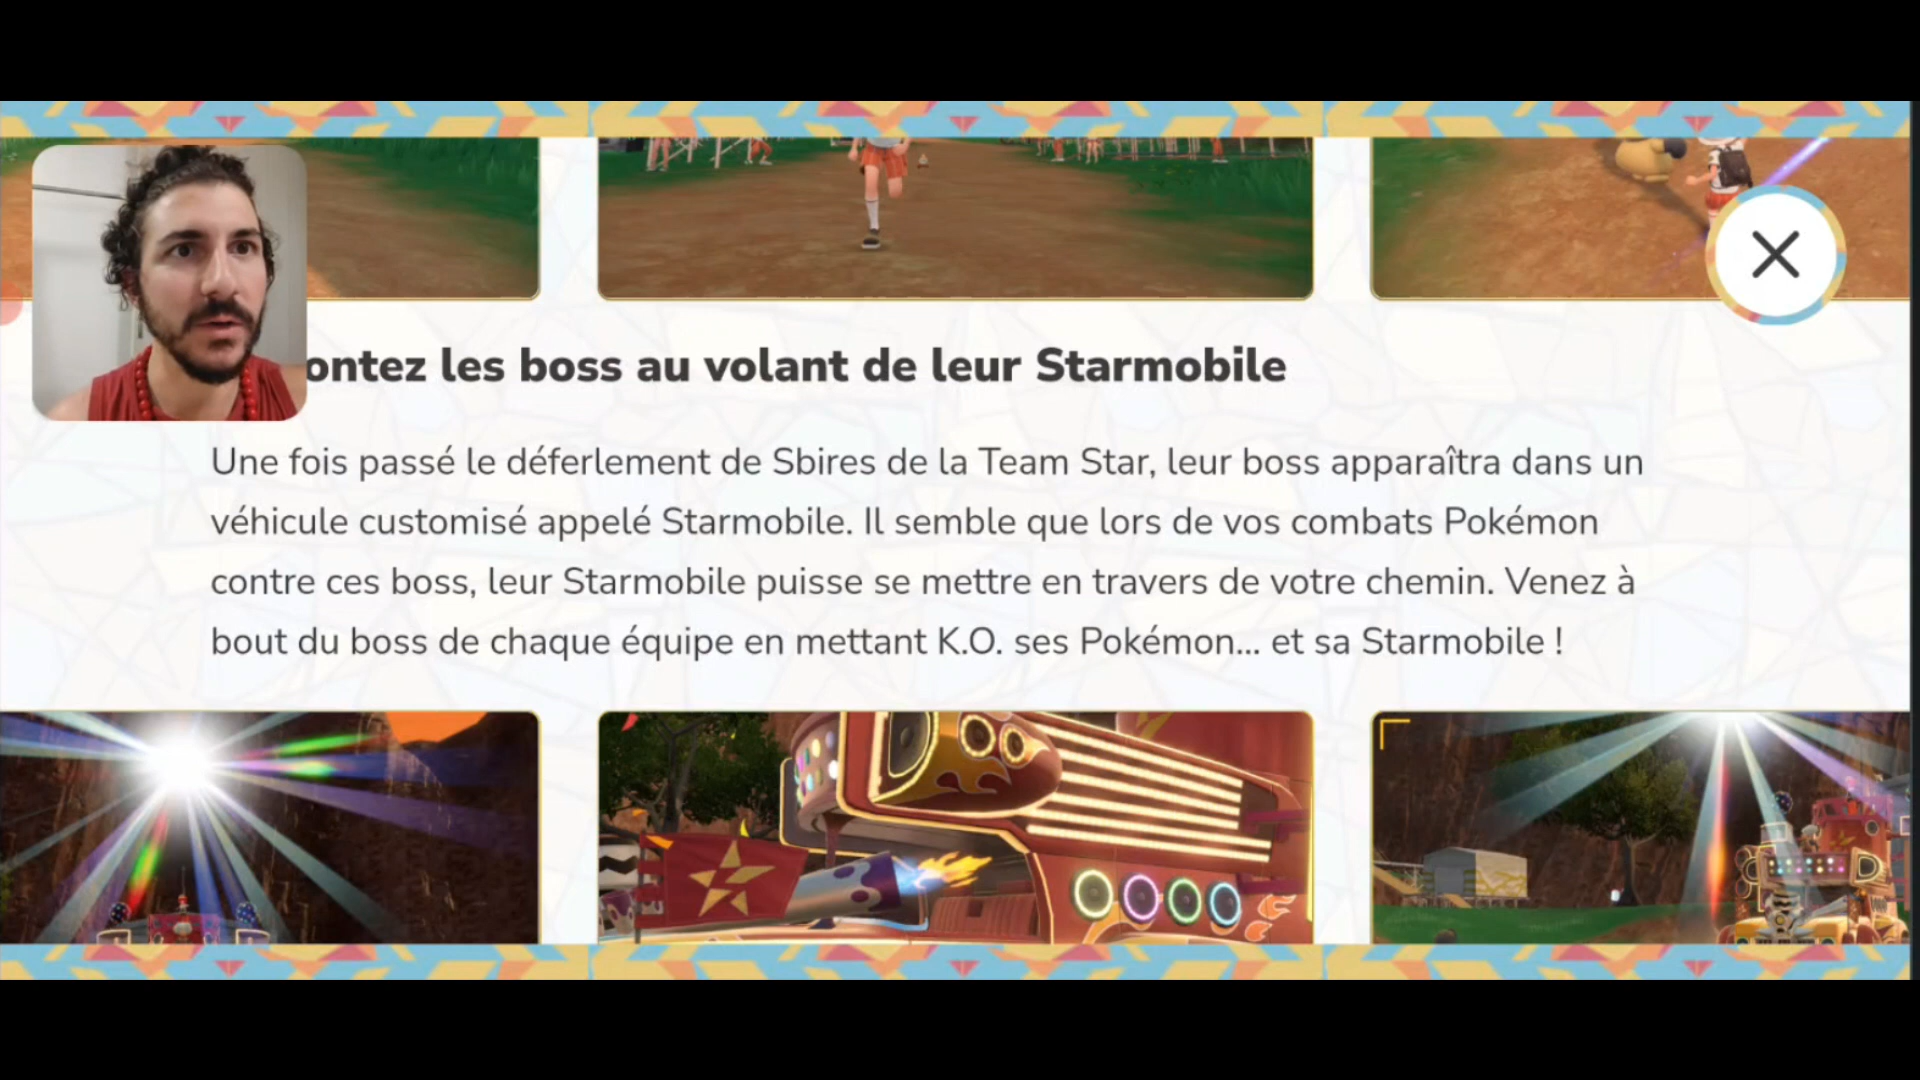 ontez les boss au volant de leur Starmobile
Une fois passé le déferlement de Sbires de la Team Star, leur boss apparaîtra dans un
véhicule customisé appelé Starmobile. Il semble que lors de vos combats Pokémon
contre ces boss, leur Starmobile puisse se mettre en travers de votre chemin. Venez à
bout du boss de chaque équipe en mettant K.O. ses Pokémon... et sa Starmobile !